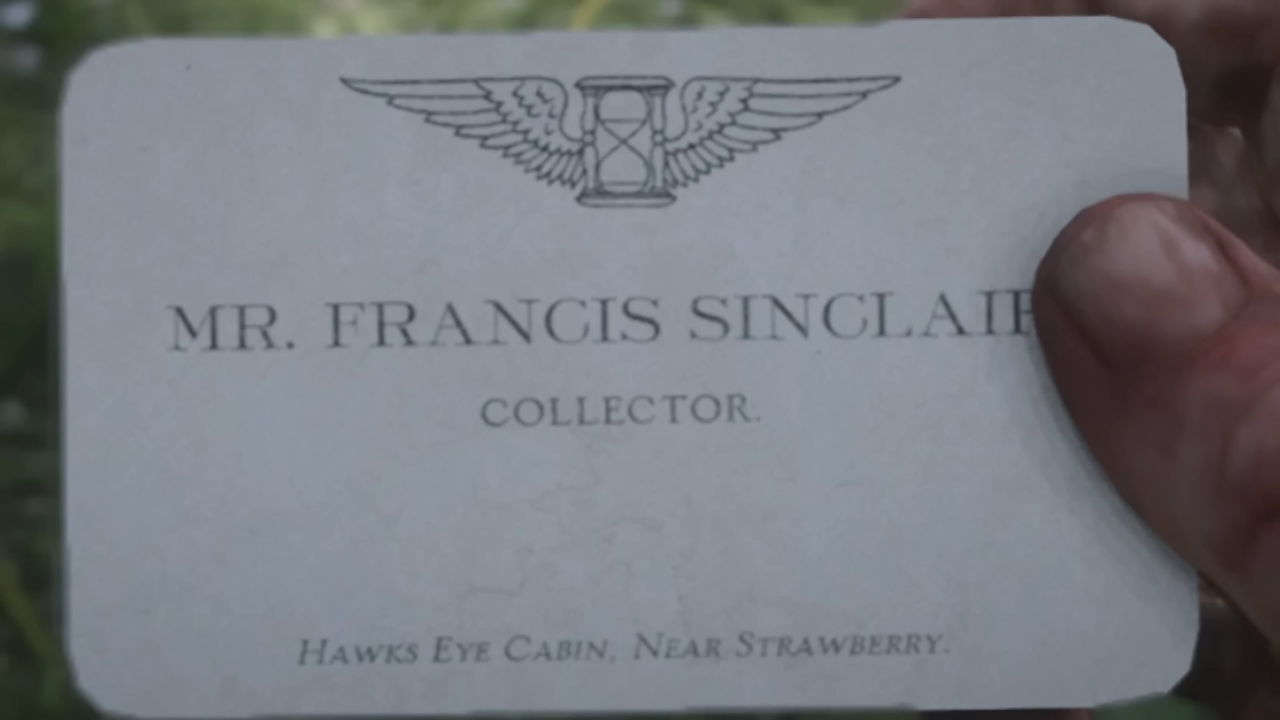 MR. FRANCIS SINCLAIR
COLLECTOR.
HAWKS EYE CABIN, NEAR STRAWBERRY.